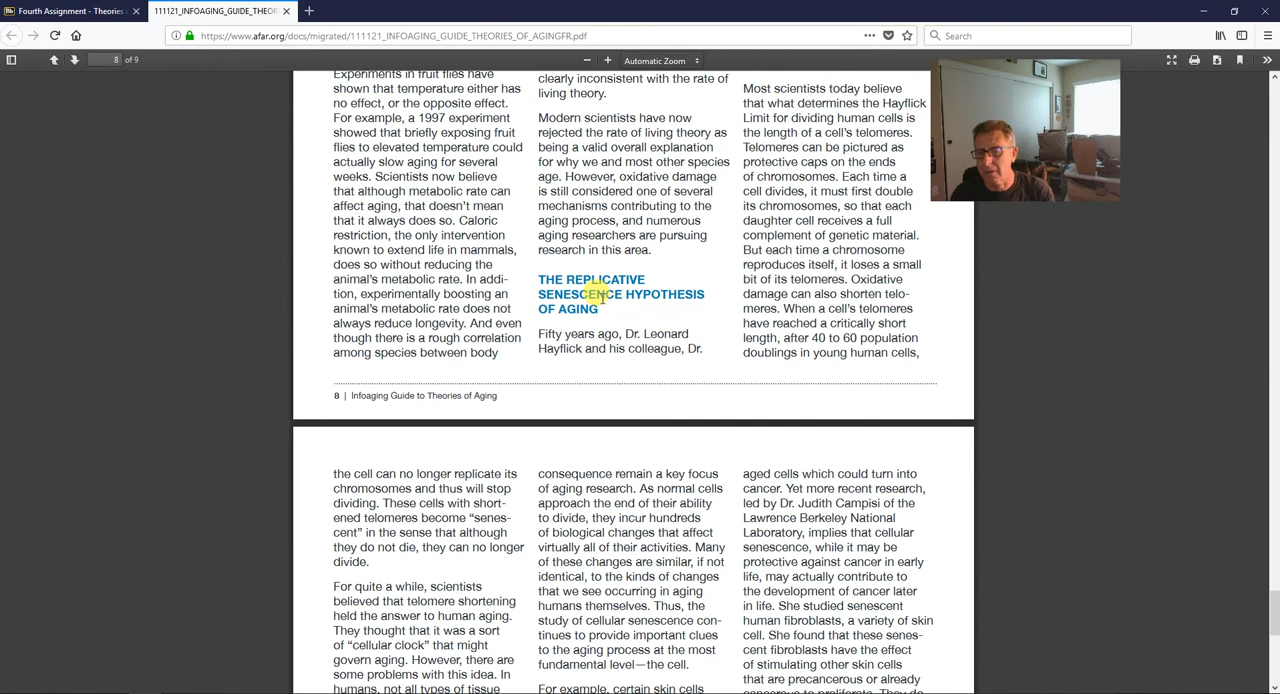 Fourth Assignment - Theories
111121_INFOAGING_GUIDE_THEOR
https://www.afar.org/docs/migrated/111121_INFOAGING_GUIDE_THEORIES_OF_AGINGFR.pdf
Search
8 of 9
Automatic Zoom
Experiments in fruit flies have
shown that temperature either has
no effect, or the opposite effect.
For example, a 1997 experiment
showed that briefly exposing fruit
flies to elevated temperature could
actually slow aging for several
weeks. Scientists now believe
that although metabolic rate can
affect aging, that doesn't mean
that it always does so. Caloric
restriction, the only intervention
known to extend life in mammals,
does so without reducing the
animal's metabolic rate. In addi-
tion, experimentally boosting an
animal's metabolic rate does not
always reduce longevity. And even
though there is a rough correlation
among species between body
clearly inconsistent with the rate of
living theory.
Modern scientists have now
rejected the rate of living theory as
being a valid overall explanation
for why we and most other species
age. However, oxidative damage
is still considered one of several
mechanisms contributing to the
aging process, and numerous
aging researchers are pursuing
research in this area.
THE REPLICATIVE
SENESCENCE HYPOTHESIS
OF AGING
Fifty years ago, Dr. Leonard
Hayflick and his colleague, Dr.
Most scientists today believe
that what determines the Hayflick
Limit for dividing human cells is
the length of a cell's telomeres.
Telomeres can be pictured as
protective caps on the ends
of chromosomes. Each time a
cell divides, it must first double
its chromosomes, so that each
daughter cell receives a full
complement of genetic material.
But each time a chromosome
reproduces itself, it loses a small
bit of its telomeres. Oxidative
damage can also shorten telo-
meres. When a cell's telomeres
have reached a critically short
length, after 40 to 60 population
doublings in young human cells,
8 | Infoaging Guide to Theories of Aging
the cell can no longer replicate its
chromosomes and thus will stop
dividing. These cells with short-
ened telomeres become “senes-
cent” in the sense that although
they do not die, they can no longer
divide.
For quite a while, scientists
believed that telomere shortening
held the answer to human aging.
They thought that it was a sort
of “cellular clock” that might
govern aging. However, there are
some problems with this idea. In
humans, not all types of tissue
consequence remain a key focus
of aging research. As normal cells
approach the end of their ability
to divide, they incur hundreds
of biological changes that affect
virtually all of their activities. Many
of these changes are similar, if not
identical, to the kinds of changes
that we see occurring in aging
humans themselves. Thus, the
study of cellular senescence con-
tinues to provide important clues
to the aging process at the most
fundamental level—the cell.
For example, certain skin cells
aged cells which could turn into
cancer. Yet more recent research,
led by Dr. Judith Campisi of the
Lawrence Berkeley National
Laboratory, implies that cellular
senescence, while it may be
protective against cancer in early
life, may actually contribute to
the development of cancer later
in life. She studied senescent
human fibroblasts, a variety of skin
cell. She found that these senes-
cent fibroblasts have the effect
of stimulating other skin cells
that are precancerous or already
cancerous to proliferate. They do